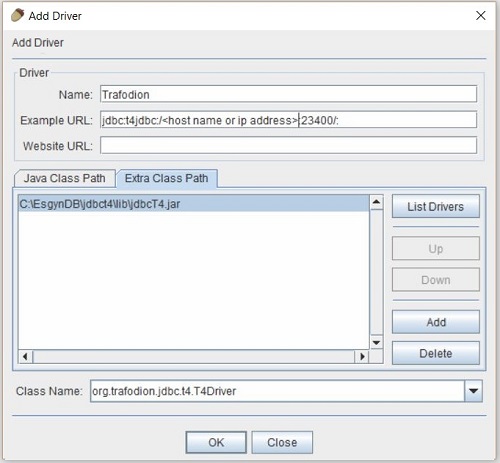 Add Driver
Add Driver
Driver
Name: Trafodion
Example URL: jdbc:t4jdbc:/<host name or ip address>:23400/:
Website URL:
Java Class Path Extra Class Path
C:\EsgynDB\jdbct4\lib\jdbcT4.jar
List Drivers
Up
Down
Add
Delete
Class Name: org.trafodion.jdbc.t4.T4Driver
OK Close